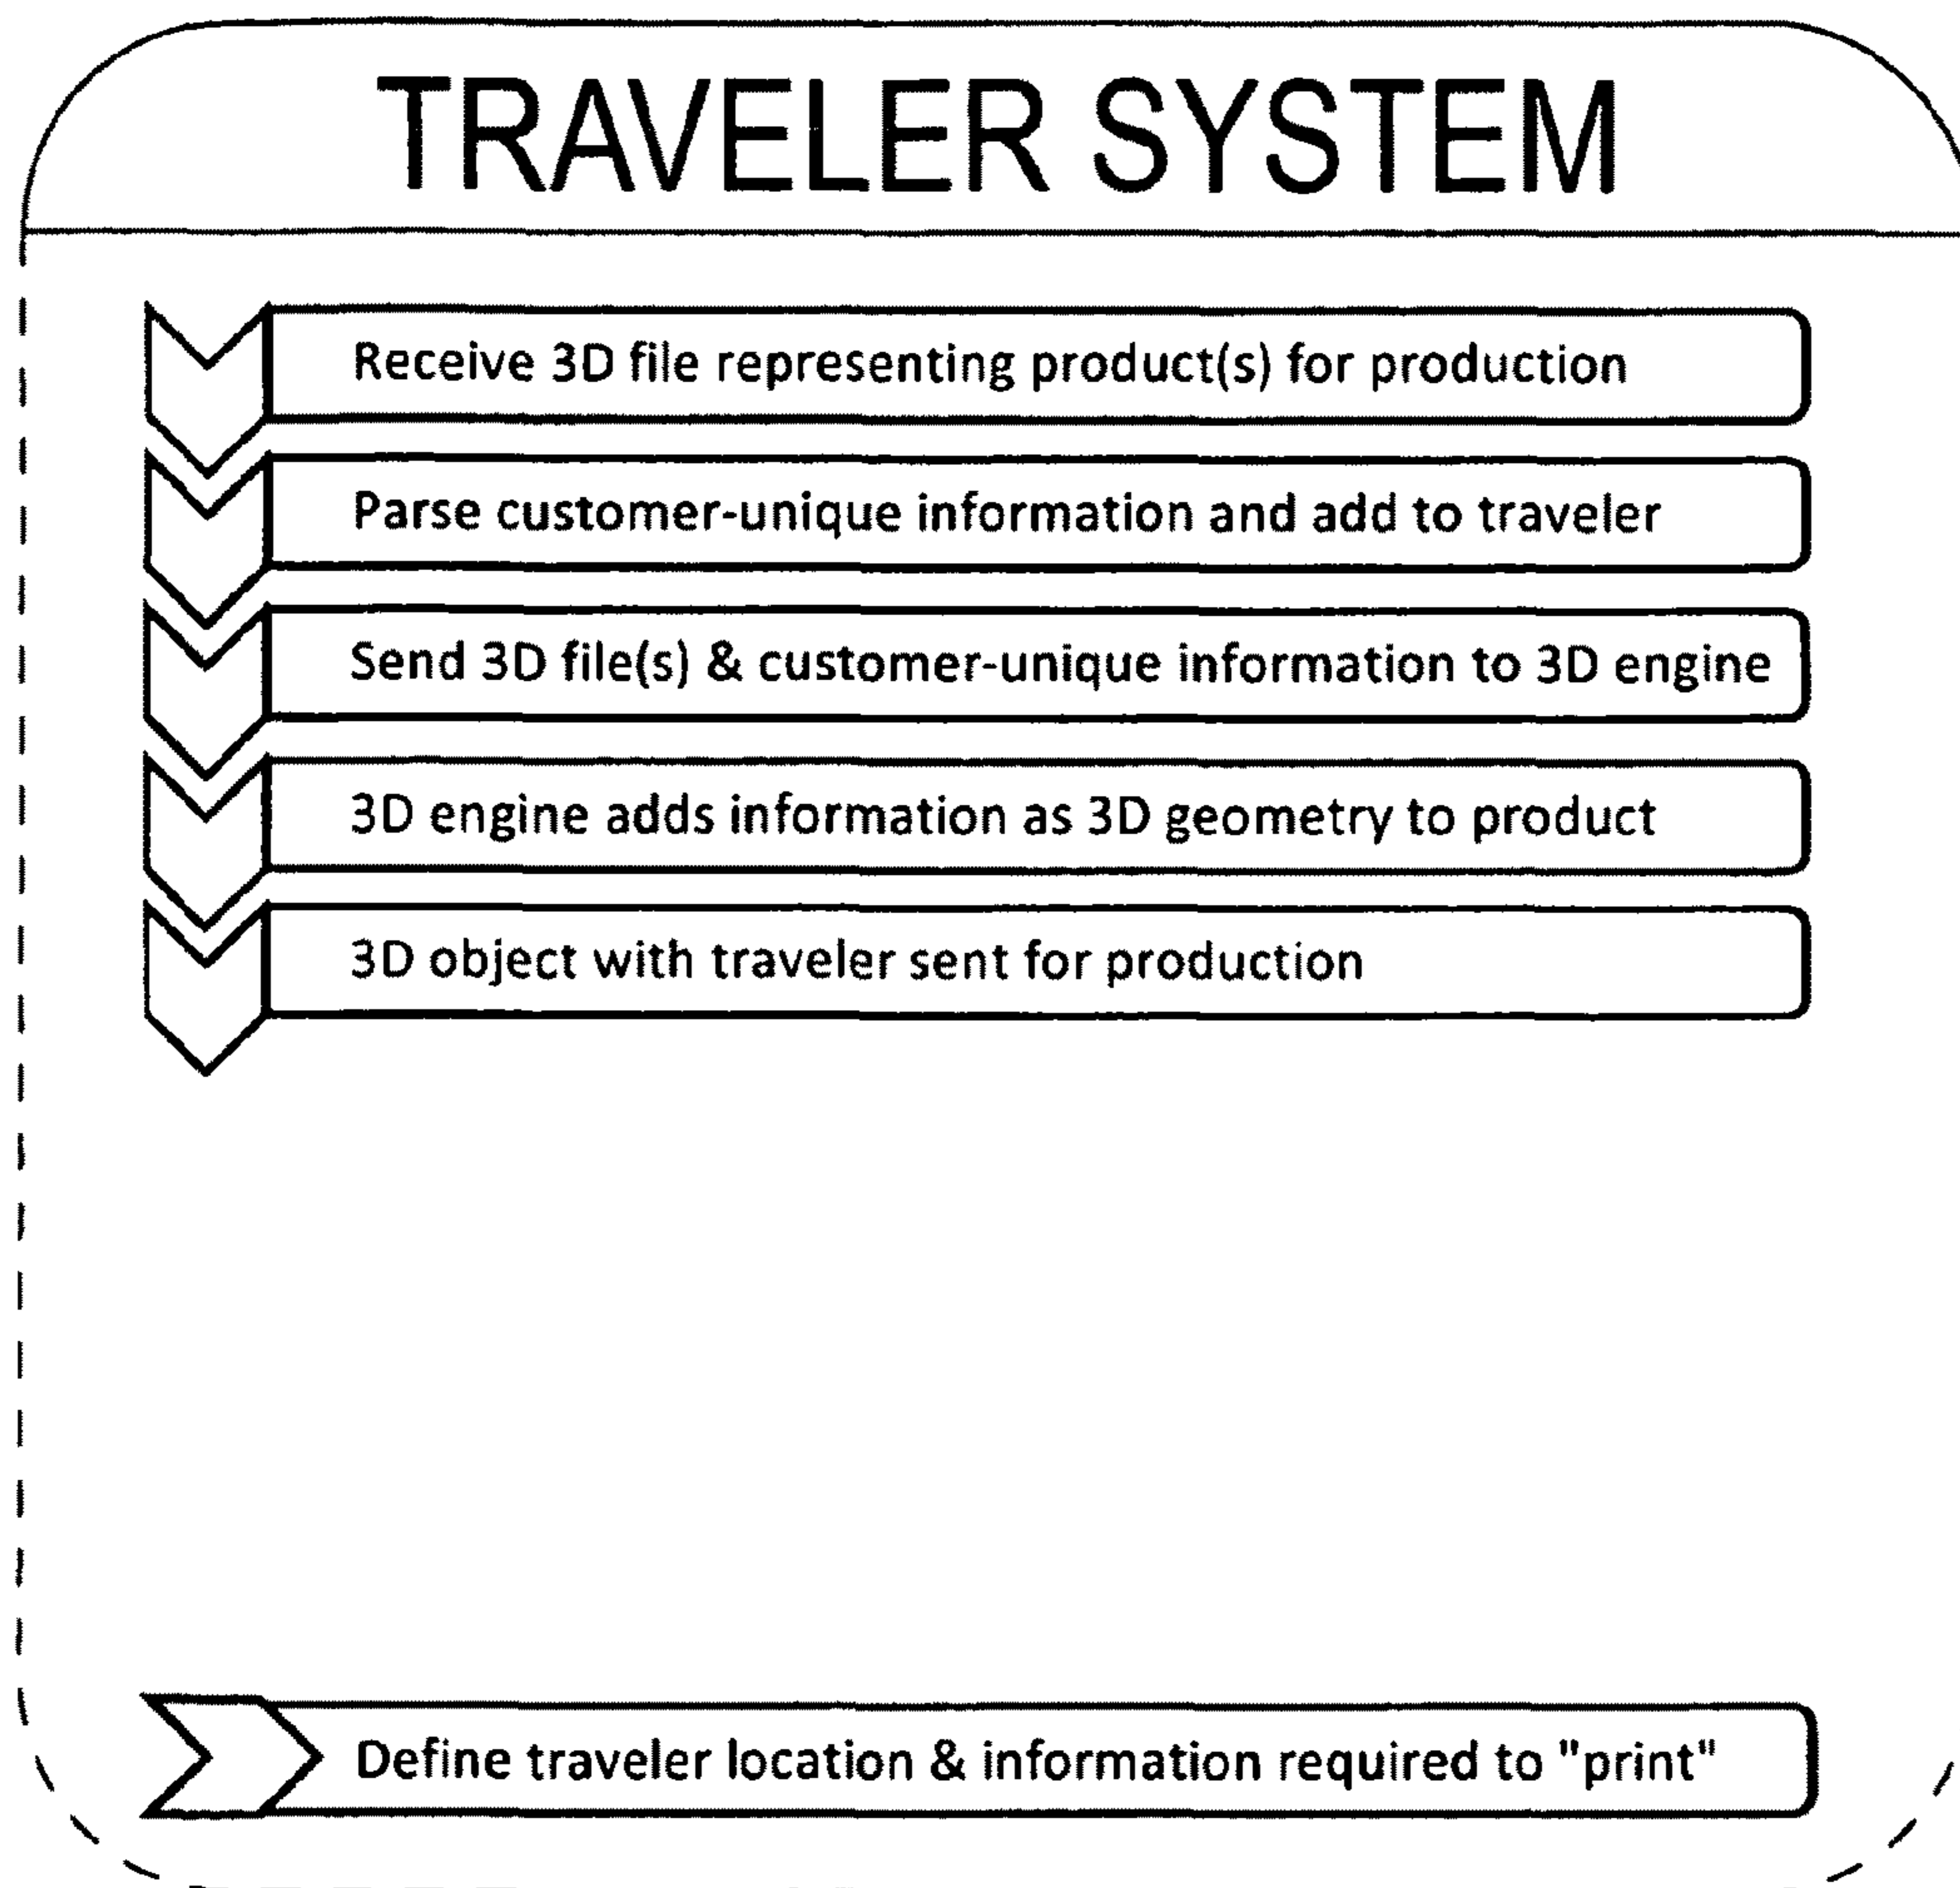 TRAVELER SYSTEM
Receive 3D file representing product(s) for production
Parse customer-unique information and add to traveler
Send 3D file(s) & customer-unique information to 3D engine
3D engine adds information as 3D geometry to product
3D object with traveler sent for production
Define traveler location & information required to "print"